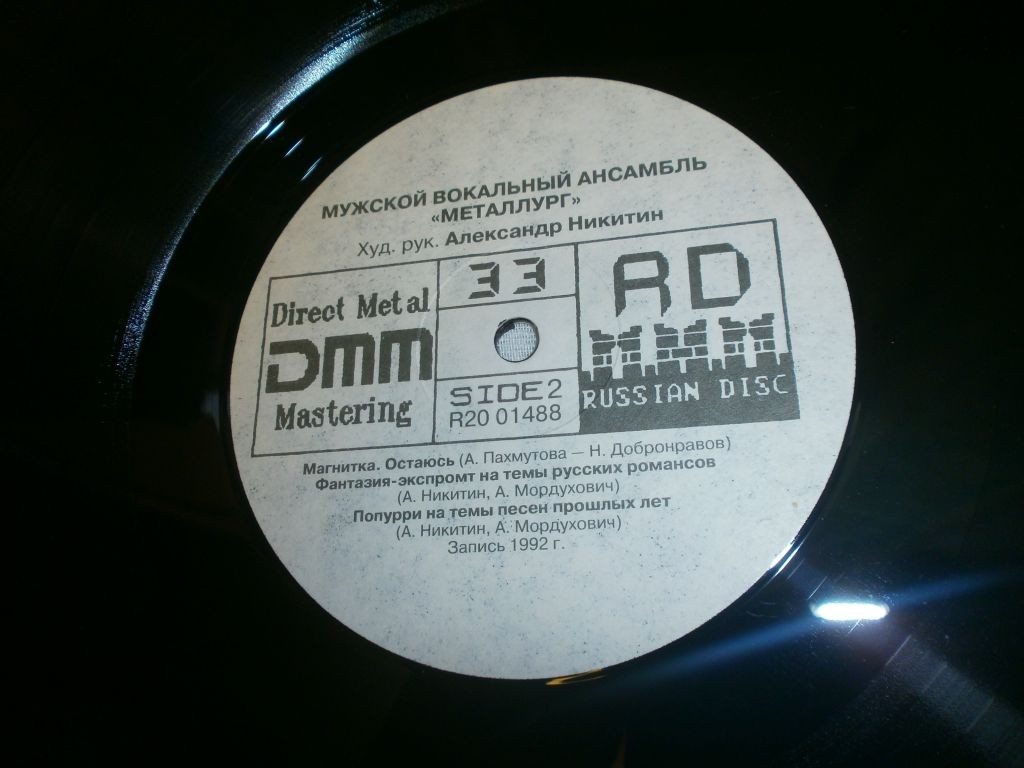 МУЖСКОЙ ВОКАЛЬНЫЙ АНСАМБЛЬ
«МЕТАЛЛУРГ»
Худ. рук. Александр Никитин
Direct Metal
DMM
Mastering
33
SIDE 2
R20 01488
RD
RUSSIAN DISC
Магнитка. Остаюсь (А. Пахмутова — Н. Добронравов)
Фантазия-экспромт на темы русских романсов
(А. Никитин, А. Мордухович)
Попурри на темы песен прошлых лет
(А. Никитин, А. Мордухович)
Запись 1992 г.